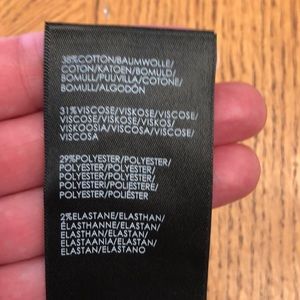 38%COTTON/BAUMWOLLE/
COTON/KATOEN/BOMULD/
BOMULL/PUUVILLA/COTONE/
BOMULL/ALGODÓN
31%VISCOSE/VISKOSE/VISCOSE/
VISCOSE/VISKOSE/VISKOS/
VISKOOSIA/VISCOSA/VISCOSE/
VISCOSA
29%POLYESTER/POLYESTER/
POLYESTER/POLYESTER/
POLYESTER/POLYESTER/
POLYESTER/POLIESTERE/
POLYESTER/POLIÉSTER
2%ELASTANE/ELASTHAN/
ÉLASTHANNE/ELASTAN/
ELASTHAN/ELASTAN/
ELASTAANIA/ELASTAN/
ELASTAN/ELASTANO